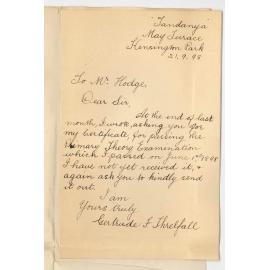 "Tandanya"
May Terrace
Kensington Park
21.9.98
To Mr Hodge,
Dear Sir,
At the end of last
month, I wrote, asking you for
my Certificate, for passing the
Primary Theory Examination
which I passed on June 1st 1898
I have not yet received it, &
again ask you to kindly send
it out.
I am
Yours truly
Gertrude F Threlfall